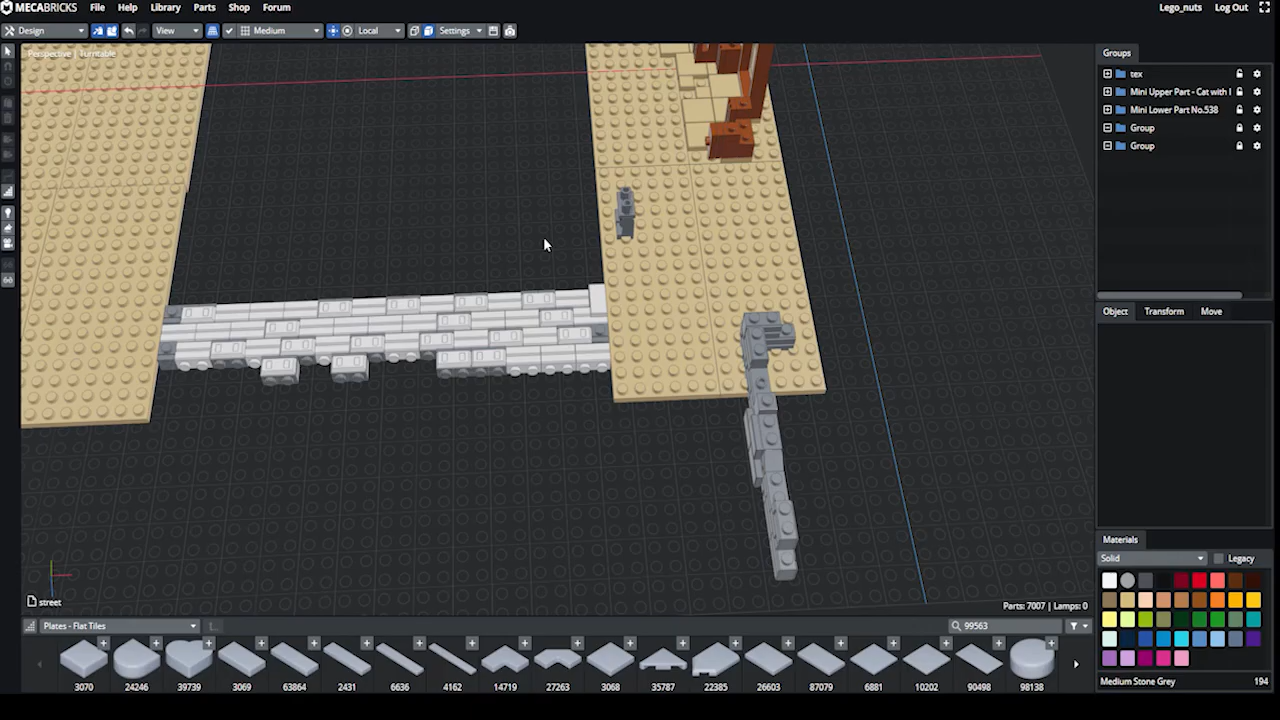 MECABRICKS File Help Library Parts Shop Forum Lego_nuts Log Out
Design View Medium Local Settings
Perspective | Turntable
Groups
tex
Mini Upper Part - Cat with
Mini Lower Part No.538
Group
Group
Object Transform Move
Materials
Solid Legacy
street
Parts: 7007 | Lamps: 0
Plates - Flat Tiles 99563
3070 24246 39739 3069 63864 2431 6636 4162 14719 27263 3068 35787 22385 26603 87079 6881 10202 90498 98138
Medium Stone Grey 194